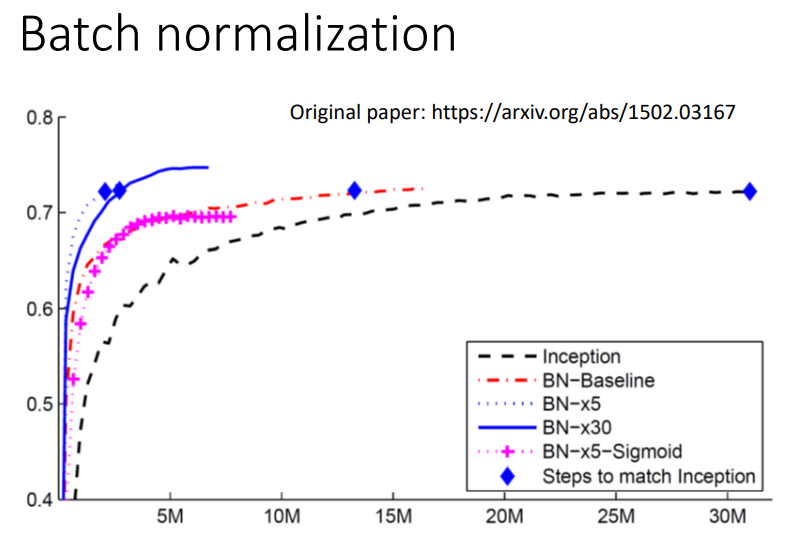 Batch normalization
Original paper: https://arxiv.org/abs/1502.03167
0.8
0.7
0.6
0.5
0.4
5M 10M 15M 20M 25M 30M
Inception
BN−Baseline
BN−x5
BN−x30
BN−x5−Sigmoid
Steps to match Inception